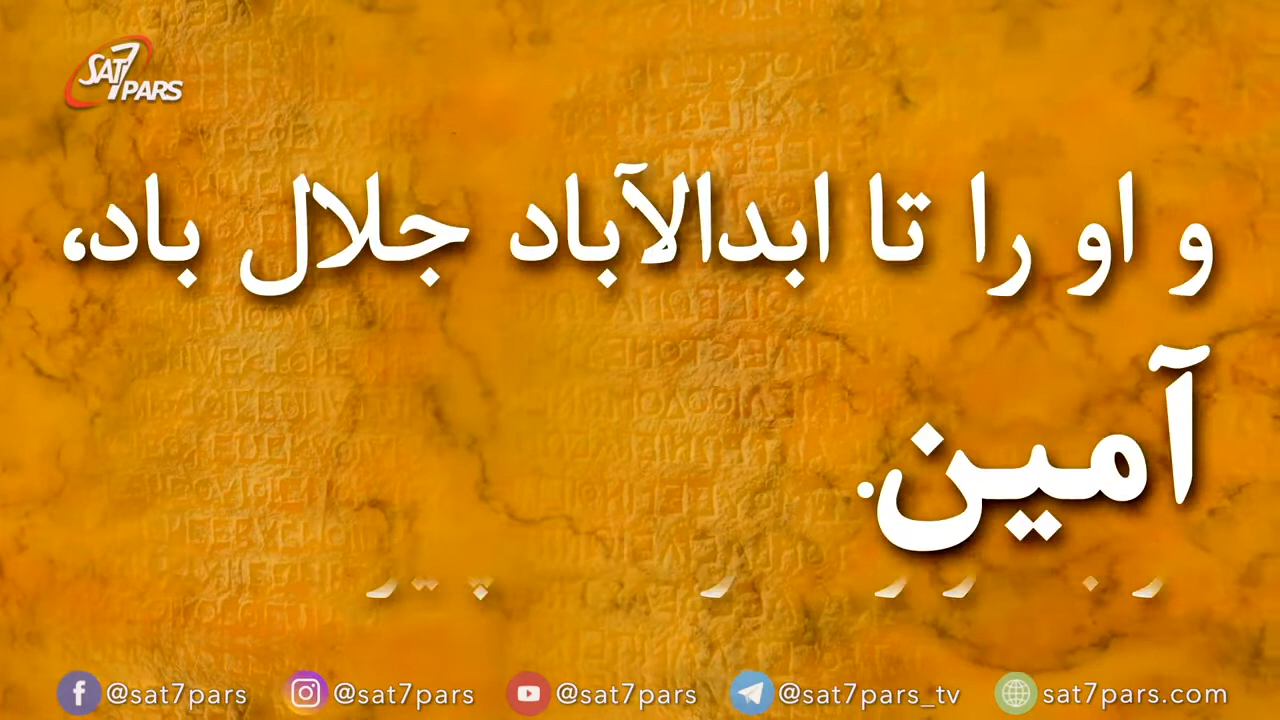 SAT7 PARS
و او را تا ابدالآباد جلال باد،
آمین.
@sat7pars @sat7pars @sat7pars @sat7pars_tv sat7pars.com